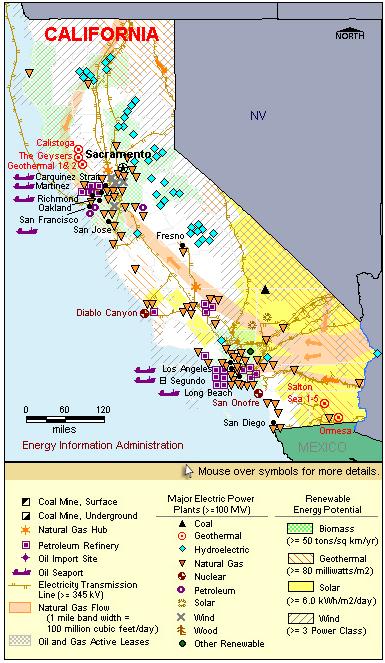 CALIFORNIA
NORTH
NV
Calistoga
The Geysers
Geothermal 1& 2
Sacramento
Carquinez Strait
Martinez
Richmond
Oakland
San Francisco
San Jose
Fresno
Diablo Canyon
Los Angeles
El Segundo
Long Beach
San Onofre
San Diego
Salton
Sea 1-5
Ormesa
MEXICO
0 60 120
miles
Energy Information Administration
Mouse over symbols for more details.
Coal Mine, Surface
Coal Mine, Underground
Natural Gas Hub
Petroleum Refinery
Oil Import Site
Oil Seaport
Electricity Transmission
Line (>= 345 kV)
Natural Gas Flow
(1 mile band width =
100 million cubic feet/day)
Oil and Gas Active Leases
Major Electric Power
Plants (>=100 MW)
Coal
Geothermal
Hydroelectric
Natural Gas
Nuclear
Petroleum
Solar
Wind
Wood
Other Renewable
Renewable
Energy Potential
Biomass
(>= 50 tons/sq km/yr)
Geothermal
(>= 80 milliwatts/m2)
Solar
(>= 6.0 kWh/m2/day)
Wind
(>= 3 Power Class)